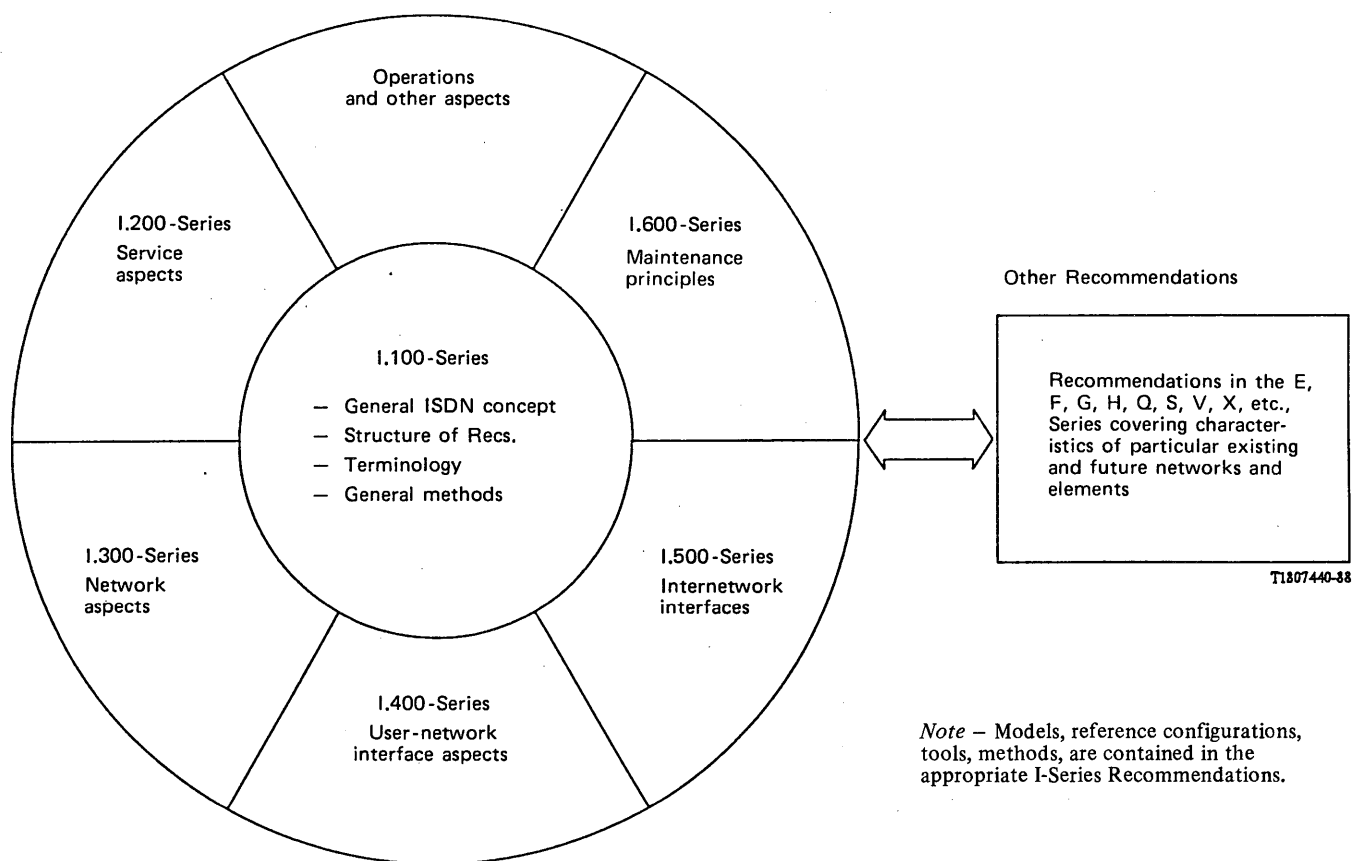 Operations
and other aspects
I.200-Series
Service
aspects
I.600-Series
Maintenance
principles
I.100-Series
– General ISDN concept
– Structure of Recs.
– Terminology
– General methods
I.300-Series
Network
aspects
I.500-Series
Internetwork
interfaces
I.400-Series
User-network
interface aspects
Other Recommendations
Recommendations in the E,
F, G, H, Q, S, V, X, etc.,
Series covering character-
istics of particular existing
and future networks and
elements
T1807440-88
Note – Models, reference configurations,
tools, methods, are contained in the
appropriate I-Series Recommendations.